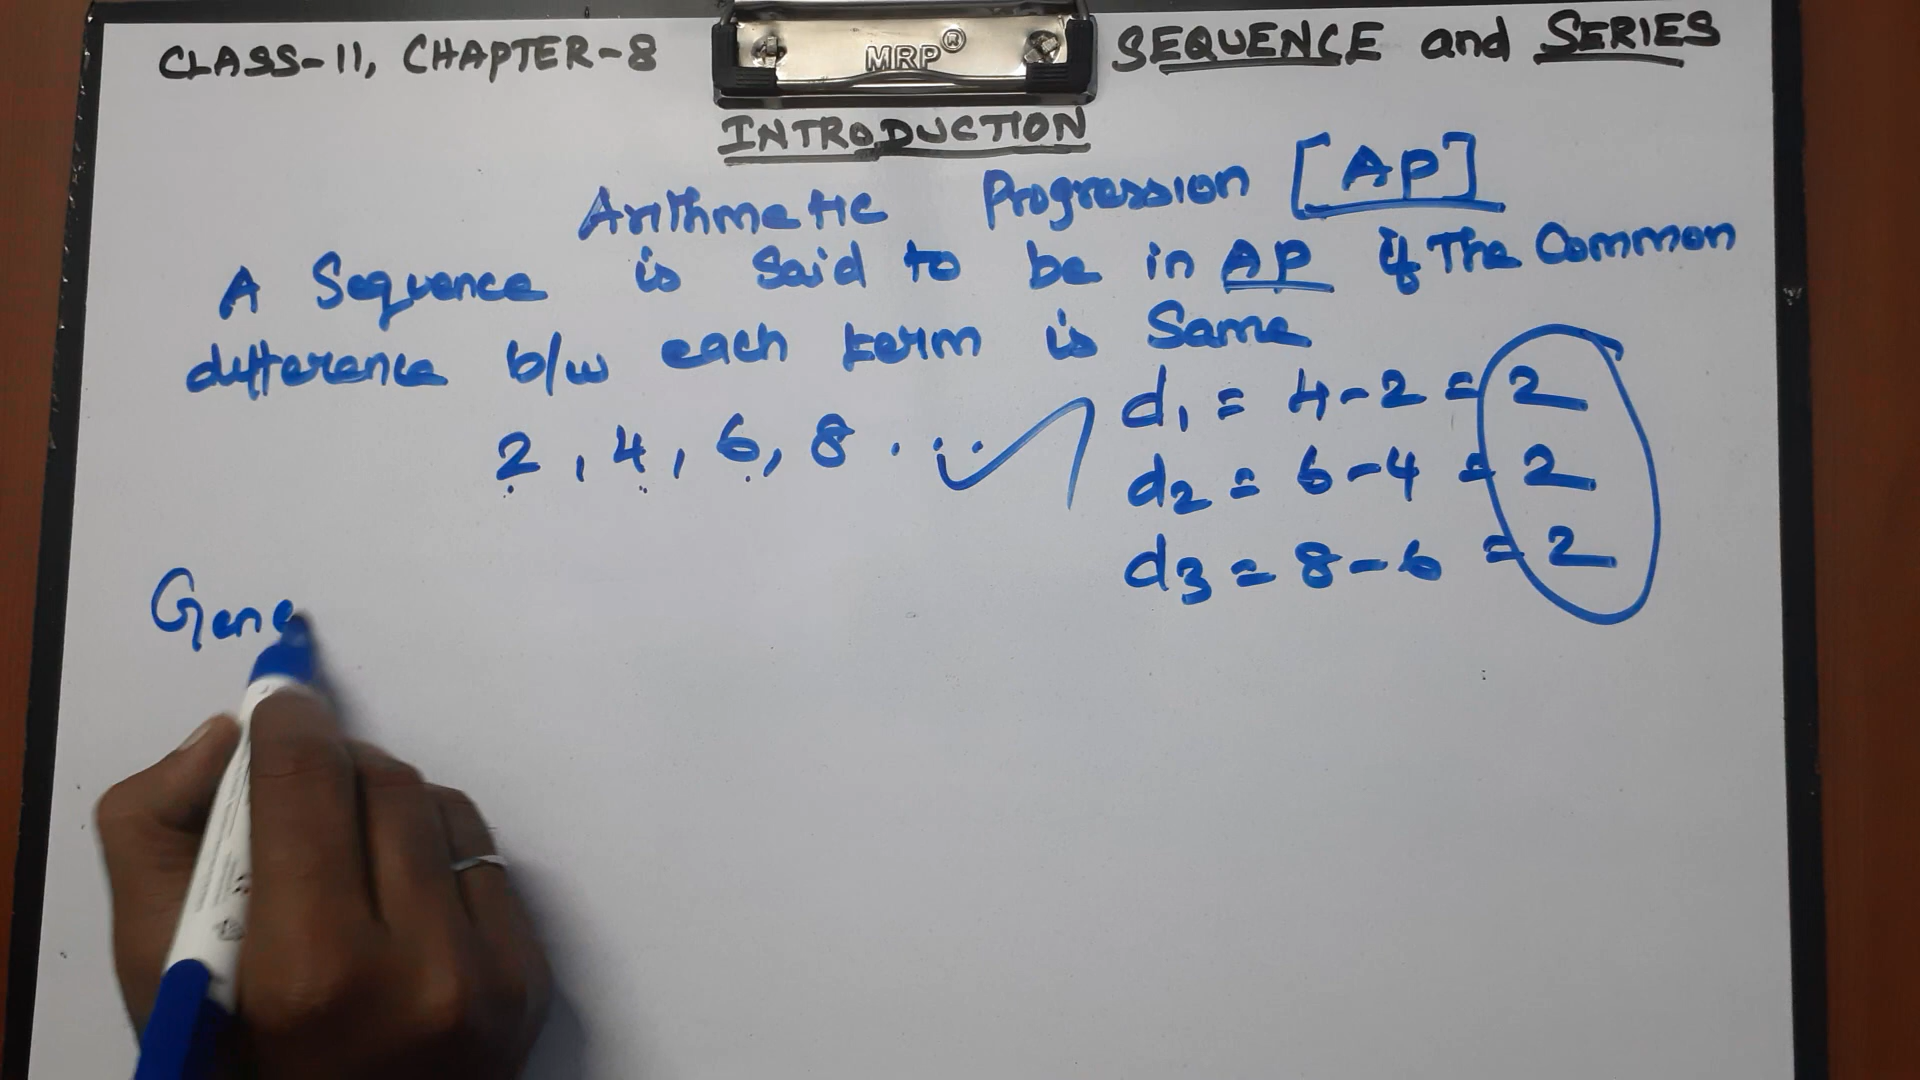 CLASS-11, CHAPTER-8
MRP®
SEQUENCE and SERIES
INTRODUCTION
Arithmetic Progression [AP]
A Sequence is Said to be in AP if The Common
difference b/w each term is Same
2, 4, 6, 8 . . . .
d₁ = 4-2 = 2
d₂ = 6-4 = 2
d₃ = 8-6 = 2
Gene